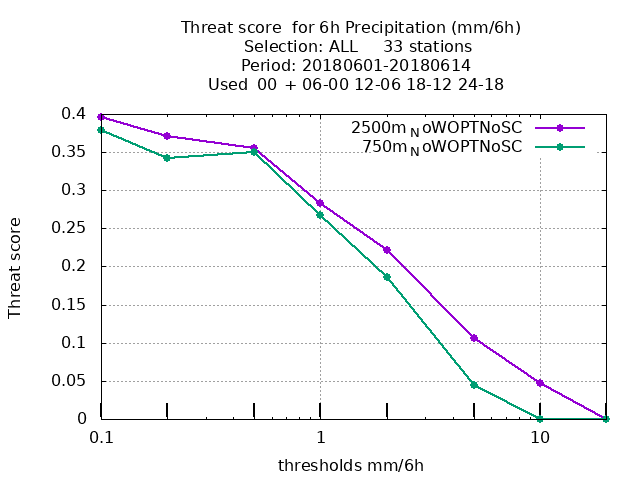 Threat score  for 6h Precipitation (mm/6h)
Selection: ALL     33 stations
Period: 20180601-20180614
Used  00 + 06-00 12-06 18-12 24-18
2500m_NoWOPTNoSC
750m_NoWOPTNoSC
0.4
0.35
0.3
0.25
0.2
0.15
0.1
0.05
0
Threat score
0.1 1 10
thresholds mm/6h